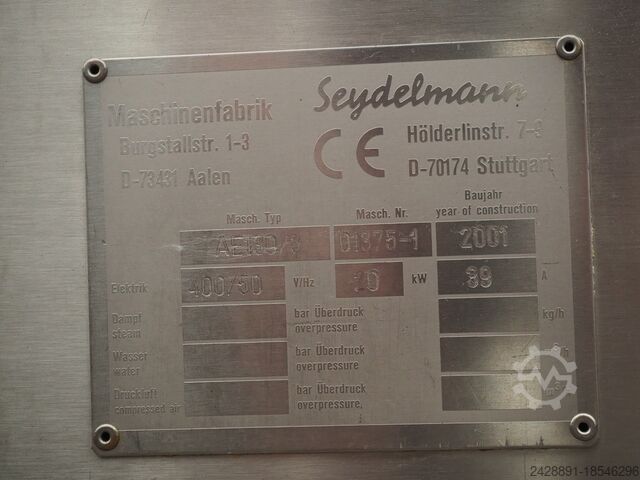 Maschinenfabrik
Seydelmann
Burgstallstr. 1-3
D-73431 Aalen
CE
Hölderlinstr. 7-9
D-70174 Stuttgart
Masch. Typ
Masch. Nr.
Baujahr
year of construction
01375-1
2001
Elektrik
400/50
V/Hz
kW
39
A
Dampf
steam
bar Überdruck
overpressure
kg/h
Wasser
water
bar Überdruck
overpressure
Druckluft
compressed air
bar Überdruck
overpressure
2428891-18546296